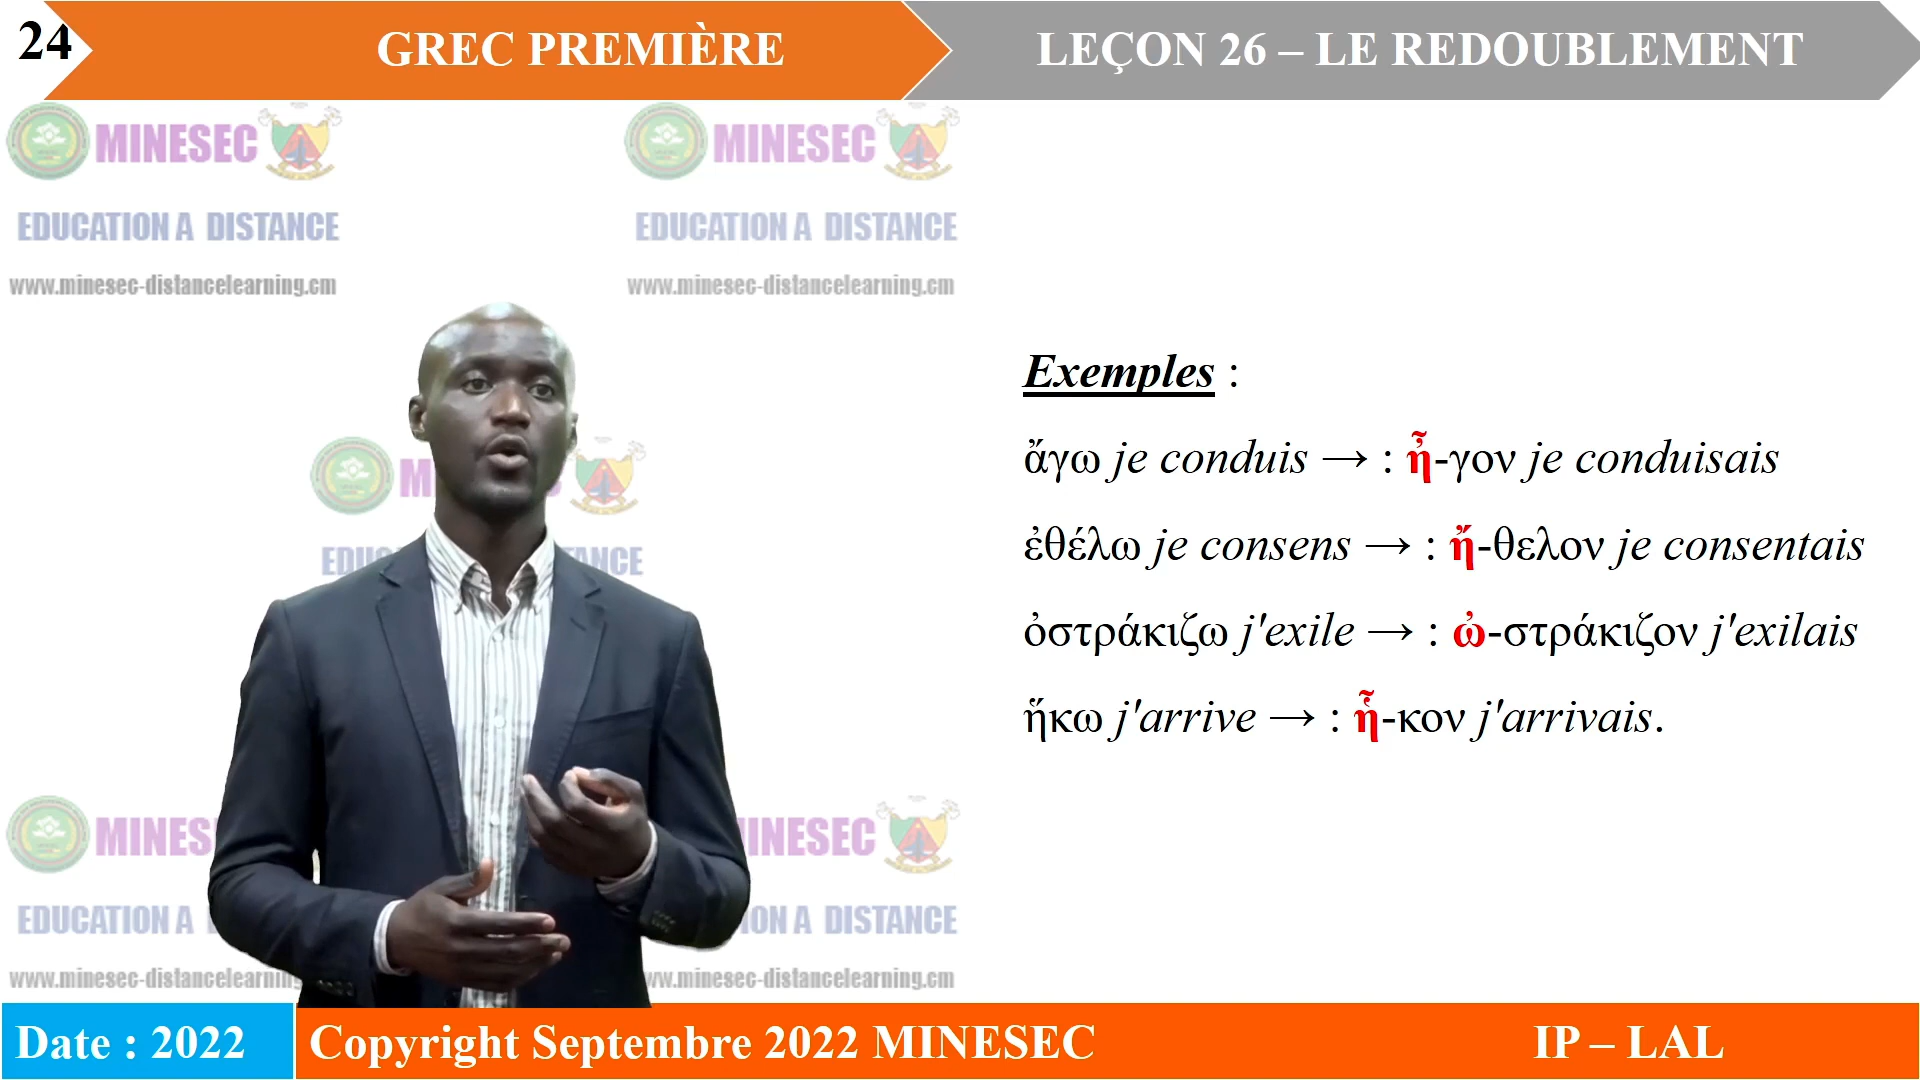 24
GREC PREMIÈRE
LEÇON 26 – LE REDOUBLEMENT
MINESEC
MINESEC
EDUCATION A DISTANCE
EDUCATION A DISTANCE
www.minesec-distancelearning.cm
www.minesec-distancelearning.cm
Exemples :
ἄγω je conduis → : ἦ-γον je conduisais
ἐθέλω je consens → : ἤ-θελον je consentais
ὀστράκιζω j'exile → : ὠ-στράκιζον j'exilais
ἥκω j'arrive → : ἧ-κον j'arrivais.
Date : 2022
Copyright Septembre 2022 MINESEC
IP – LAL